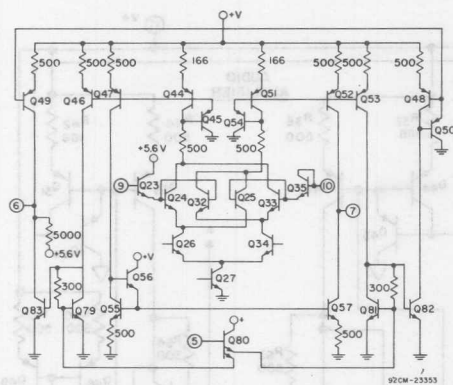 +V
500
500
500
166
166
500
500
500
Q49
Q46
Q47
Q44
Q51
Q52
Q53
Q48
Q45
Q54
Q50
500
500
+5.6 V
9
Q23
Q35
10
Q24
Q32
Q25
Q33
6
7
5000
+5.6V
Q26
Q34
+V
Q56
Q27
300
300
Q83
Q79
Q55
Q57
Q81
Q82
500
500
5
+
Q80
92CM-23353